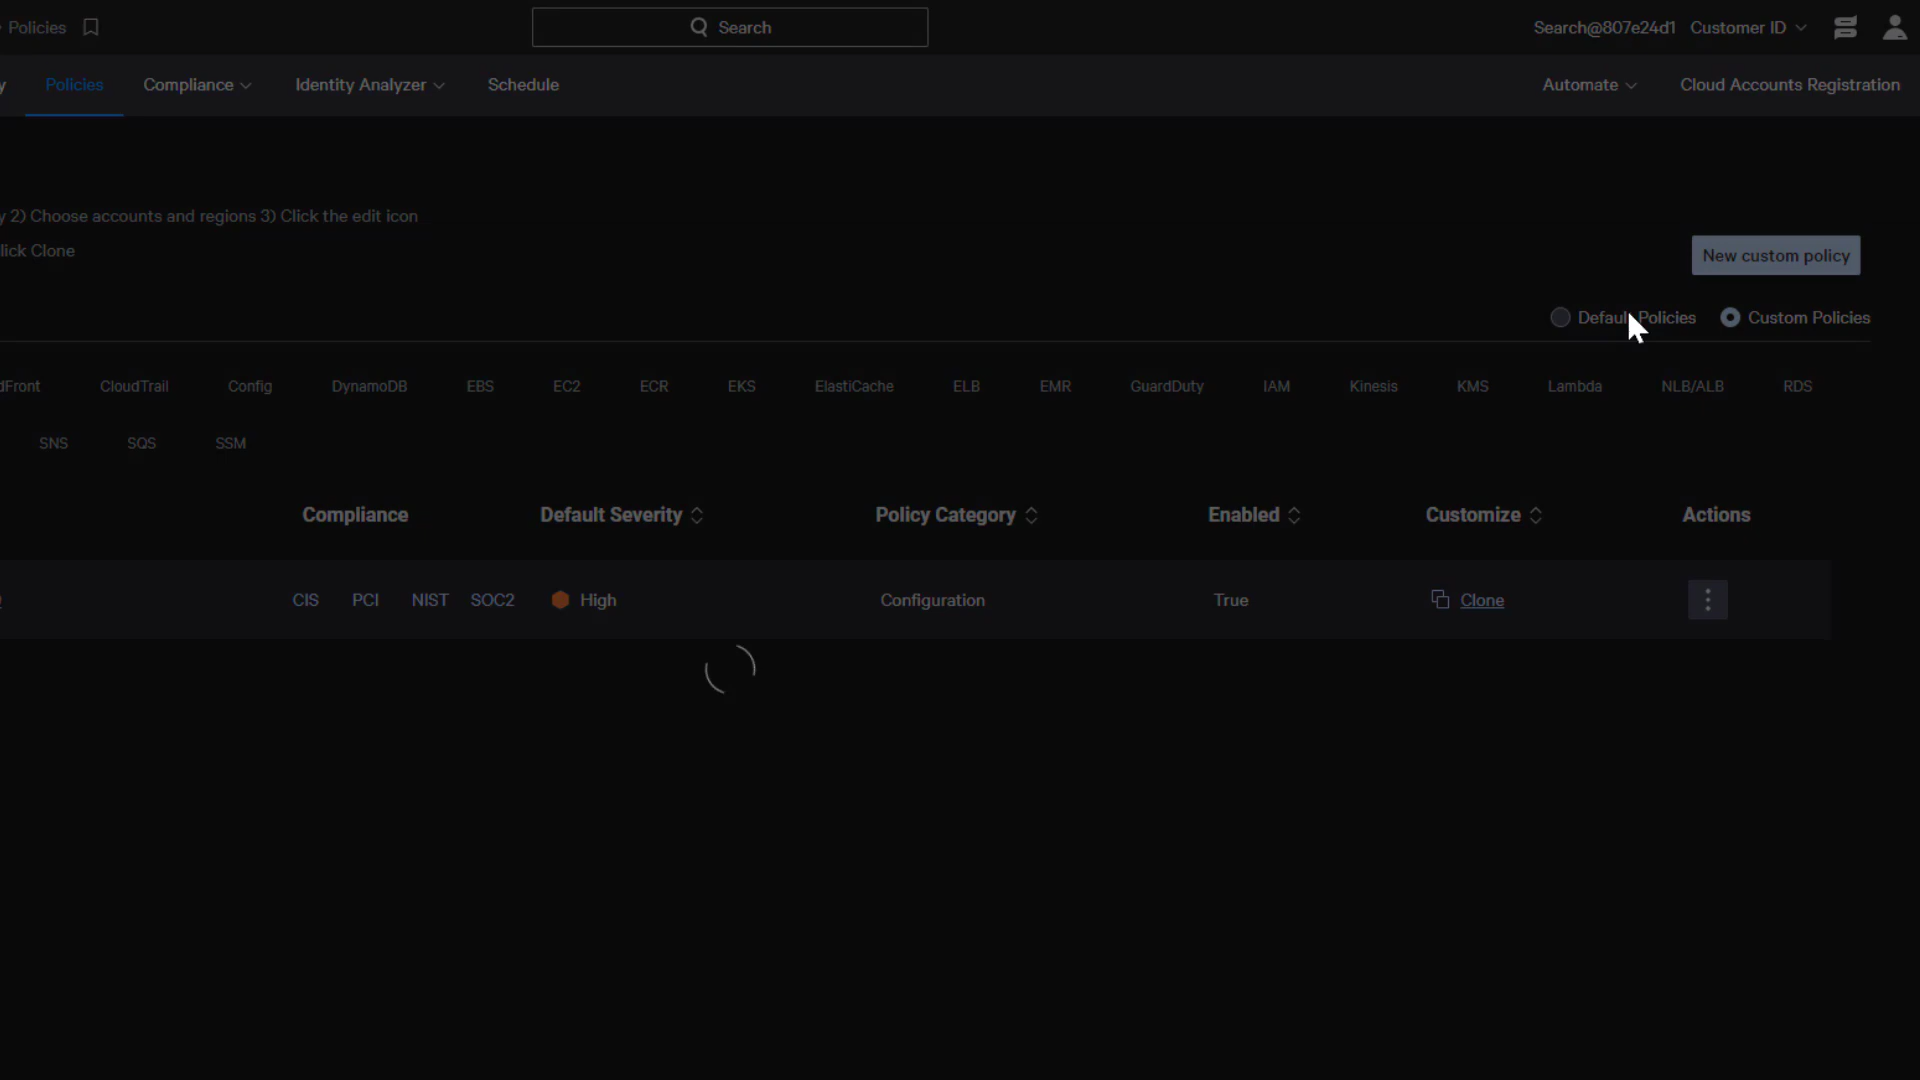 Policies
Search
Search@807e24d1 Customer ID
y Policies Compliance Identity Analyzer Schedule Automate Cloud Accounts Registration
y 2) Choose accounts and regions 3) Click the edit icon
lick Clone
New custom policy
Default Policies Custom Policies
dFront CloudTrail Config DynamoDB EBS EC2 ECR EKS ElastiCache ELB EMR GuardDuty IAM Kinesis KMS Lambda NLB/ALB RDS
SNS SQS SSM
Compliance Default Severity Policy Category Enabled Customize Actions
CIS PCI NIST SOC2 High Configuration True Clone